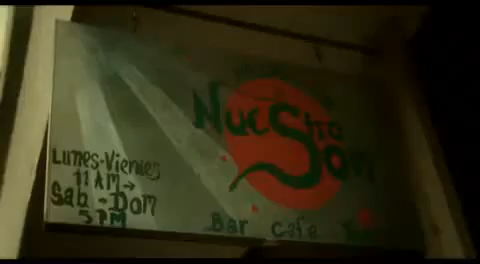 Nuestro
Son
Lunes-Viernes
11 AM→
Sab - Dom
5 PM
Bar Cafe